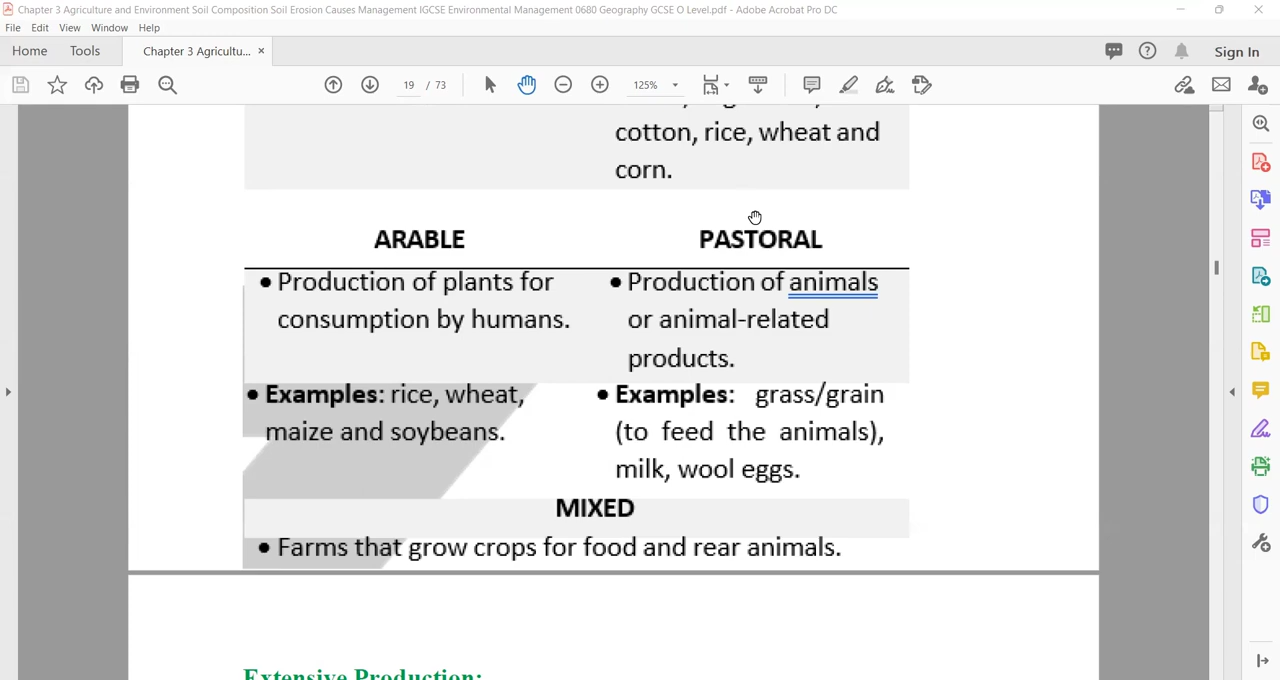 Chapter 3 Agriculture and Environment Soil Composition Soil Erosion Causes Management IGCSE Environmental Management 0680 Geography GCSE O Level.pdf - Adobe Acrobat Pro DC
File Edit View Window Help
Home Tools Chapter 3 Agricultu... × Sign In
19 / 73 125%
cotton, rice, wheat and
corn.
ARABLE PASTORAL
• Production of plants for
consumption by humans.
• Production of animals
or animal-related
products.
• Examples: rice, wheat,
maize and soybeans.
• Examples: grass/grain
(to feed the animals),
milk, wool eggs.
MIXED
• Farms that grow crops for food and rear animals.
Extensive Production: